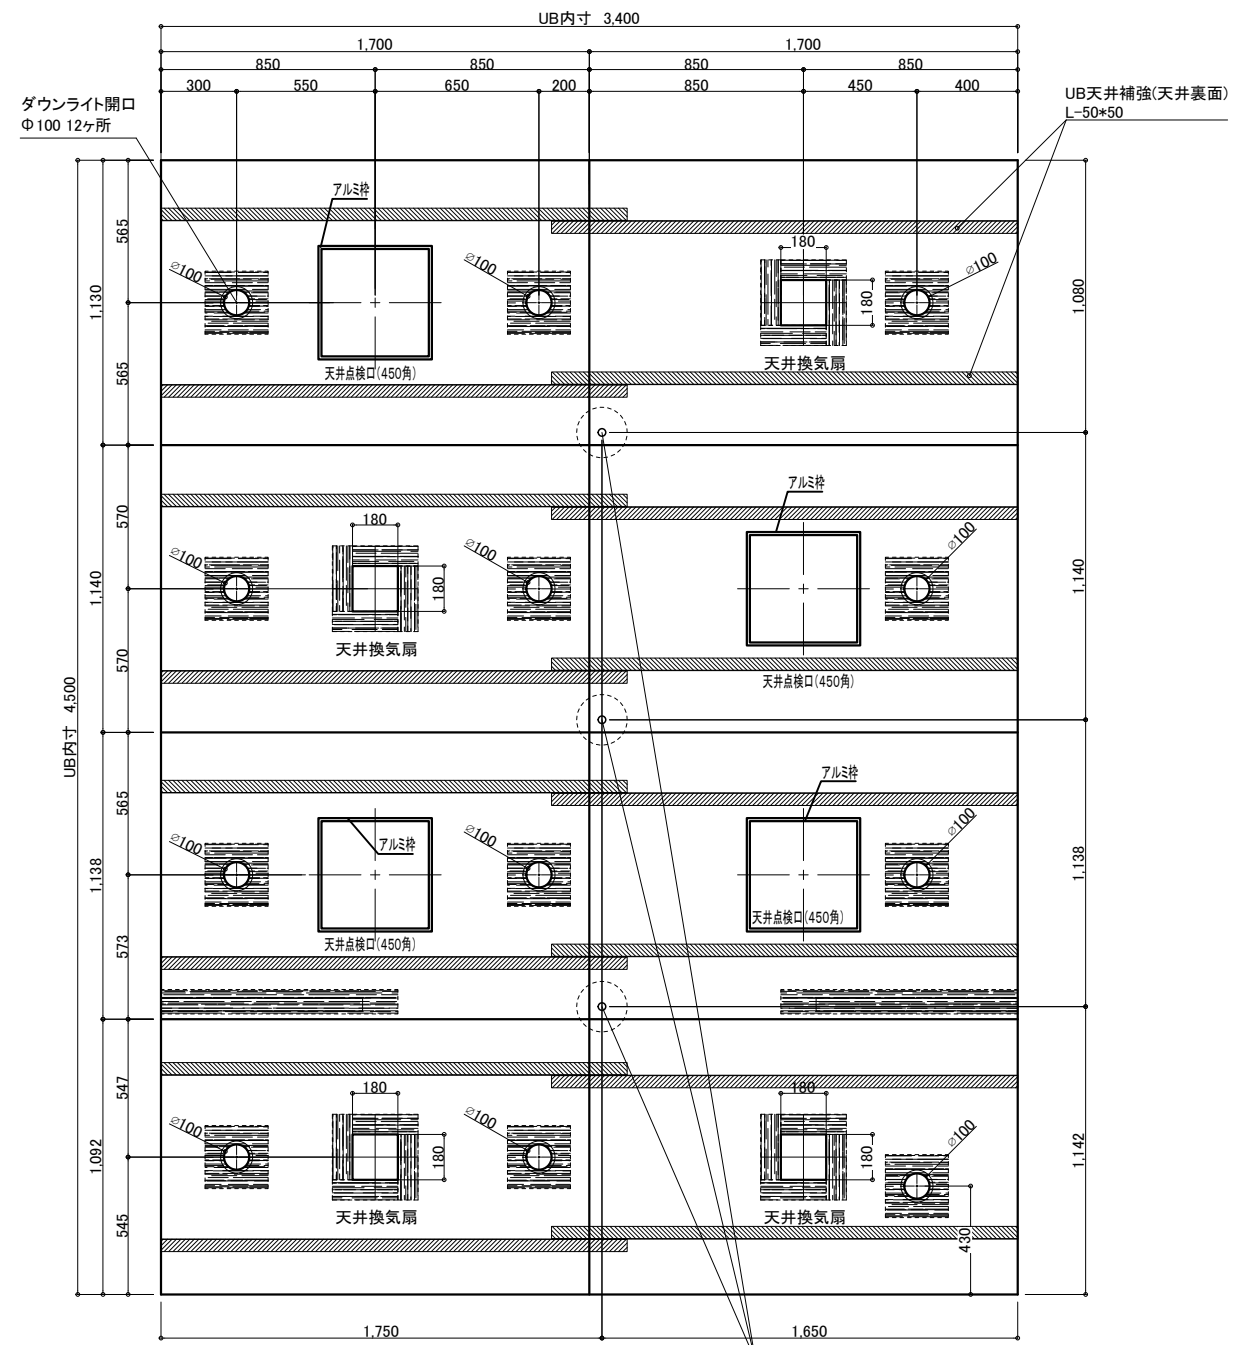 UB内寸 3,400
1,700
1,700
850
850
850
850
300
550
650
200
850
450
400
ダウンライト開口
Φ100 12ヶ所
UB天井補強(天井裏面)
L-50*50
アルミ枠
565
180
∅100
∅100
∅100
1,130
180
1,080
天井換気扇
565
天井点検口(450角)
アルミ枠
570
180
∅100
∅100
∅100
1,140
180
1,140
天井換気扇
570
天井点検口(450角)
UB内寸 4,500
アルミ枠
565
∅100
アルミ枠
∅100
∅100
1,138
1,138
天井点検口(450角)
573
天井点検口(450角)
547
180
180
∅100
∅100
∅100
1,092
180
180
1,142
天井換気扇
天井換気扇
545
430
1,750
1,650